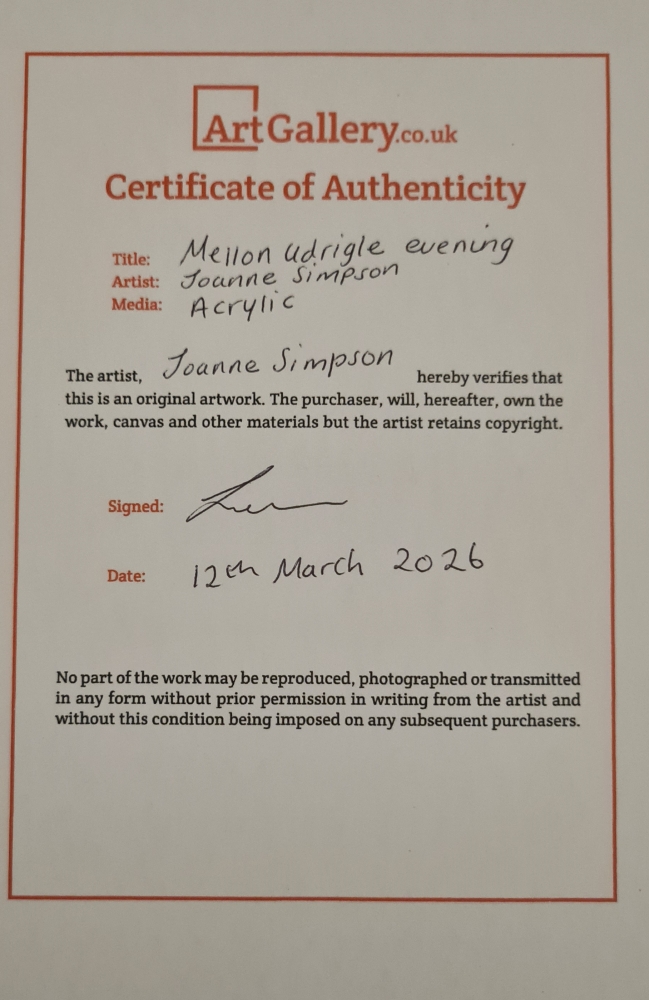 ArtGallery.co.uk
Certificate of Authenticity
Title: Mellon Udrigle evening
Artist: Joanne Simpson
Media: Acrylic
The artist, Joanne Simpson hereby verifies that
this is an original artwork. The purchaser, will, hereafter, own the
work, canvas and other materials but the artist retains copyright.
Signed:
Date: 12th March 2026
No part of the work may be reproduced, photographed or transmitted
in any form without prior permission in writing from the artist and
without this condition being imposed on any subsequent purchasers.